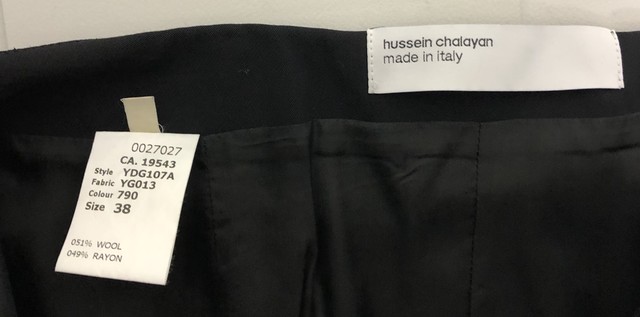 hussein chalayan
made in italy
0027027
CA. 19543
Style YDG107A
Fabric YG013
Colour 790
Size 38
051% WOOL
049% RAYON